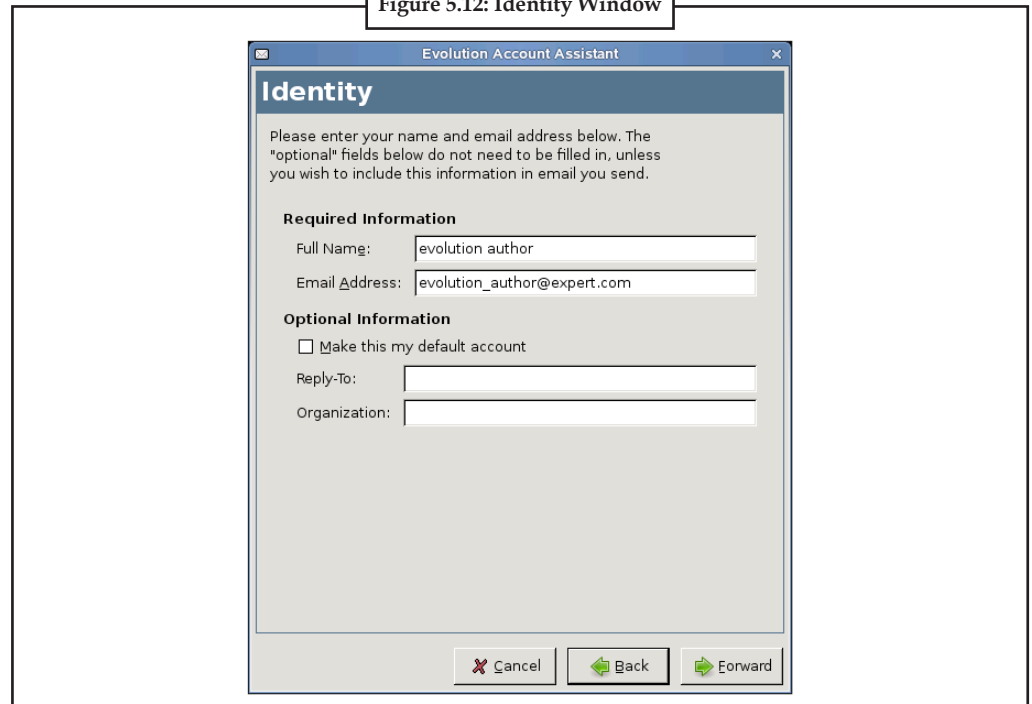 Figure 5.12: Identity Window
Evolution Account Assistant
Identity
Please enter your name and email address below. The
"optional" fields below do not need to be filled in, unless
you wish to include this information in email you send.
Required Information
Full Name: evolution author
Email Address: evolution_author@expert.com
Optional Information
Make this my default account
Reply-To:
Organization:
Cancel Back Forward